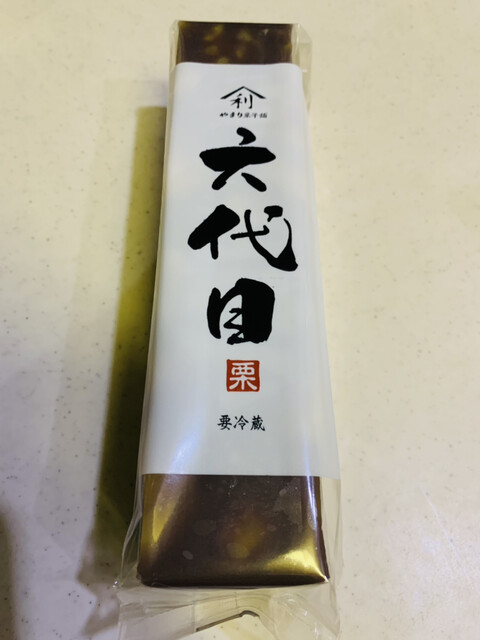 利
やまり菓子舗
六代目
栗
要冷蔵